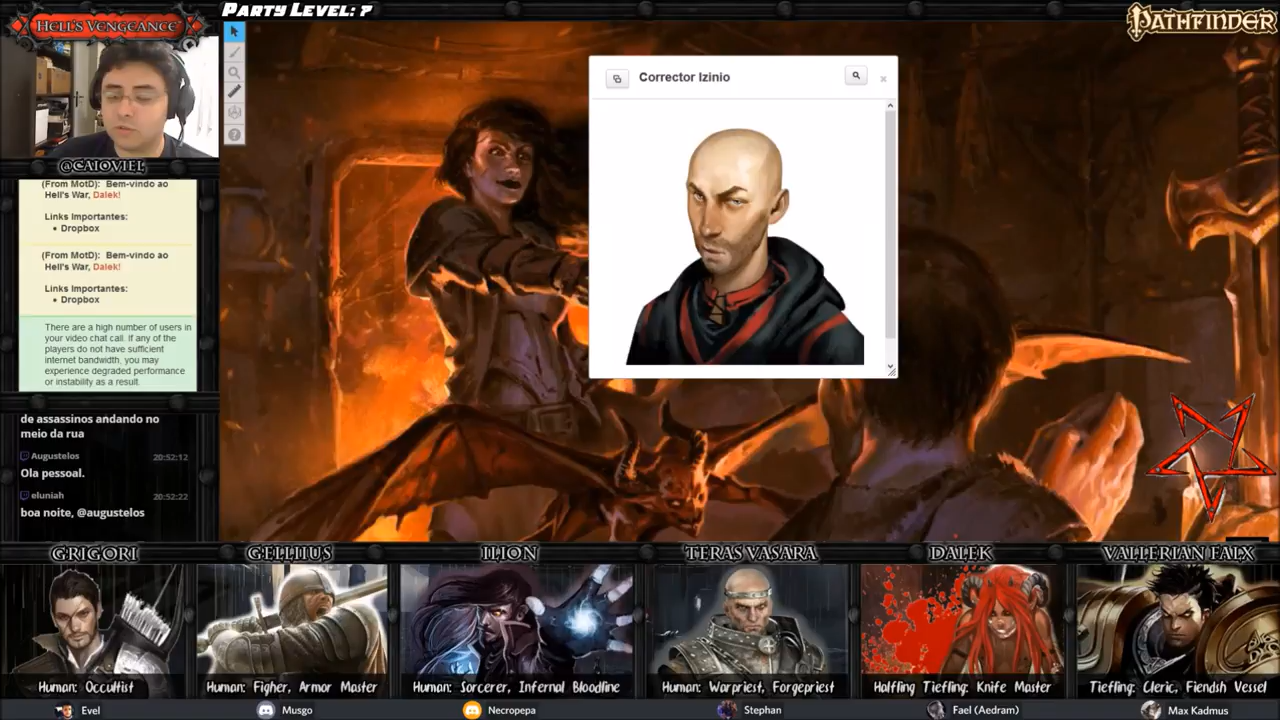 HELL'S VENGEANCE
PARTY LEVEL: 7
PATHFINDER
Corrector Izinio
@CAIOVIEL
(From MotD): Bem-vindo ao
Hell's War, Dalek!
Links Importantes:
• Dropbox
(From MotD): Bem-vindo ao
Hell's War, Dalek!
Links Importantes:
• Dropbox
There are a high number of users in
your video chat call. If any of the
players do not have sufficient
internet bandwidth, you may
experience degraded performance
or instability as a result.
de assassinos andando no
meio da rua
Augustelos 20:52:12
Ola pessoal.
eluniah 20:52:22
boa noite, @augustelos
GRIGORI
GELLIIUS
ILION
TERAS VASARA
DALEK
VALLERIAN FALX
Human: Occultist
Human: Figher, Armor Master
Human: Sorcerer, Infernal Bloodline
Human: Warpriest, Forgepriest
Halfling Tiefling: Knife Master
Tiefling: Cleric, Fiendsh Vessel
Evel
Musgo
Necropepa
Stephan
Fael (Aedram)
Max Kadmus